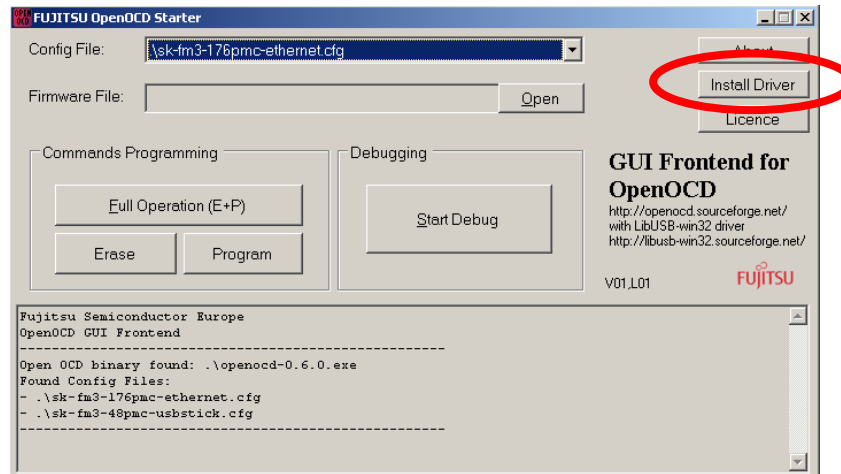 FUJITSU OpenOCD Starter
Config File:
.\sk-fm3-176pmc-ethernet.cfg
About
Firmware File:
Open
Install Driver
Licence
Commands Programming
Full Operation (E+P)
Erase
Program
Debugging
Start Debug
GUI Frontend for
OpenOCD
http://openocd.sourceforge.net/
with LibUSB-win32 driver
http://libusb-win32.sourceforge.net/
V01,L01
FUJITSU
Fujitsu Semiconductor Europe
OpenOCD GUI Frontend
-----------------------------------------------------
Open OCD binary found: .\openocd-0.6.0.exe
Found Config Files:
- .\sk-fm3-176pmc-ethernet.cfg
- .\sk-fm3-48pmc-usbstick.cfg
-----------------------------------------------------